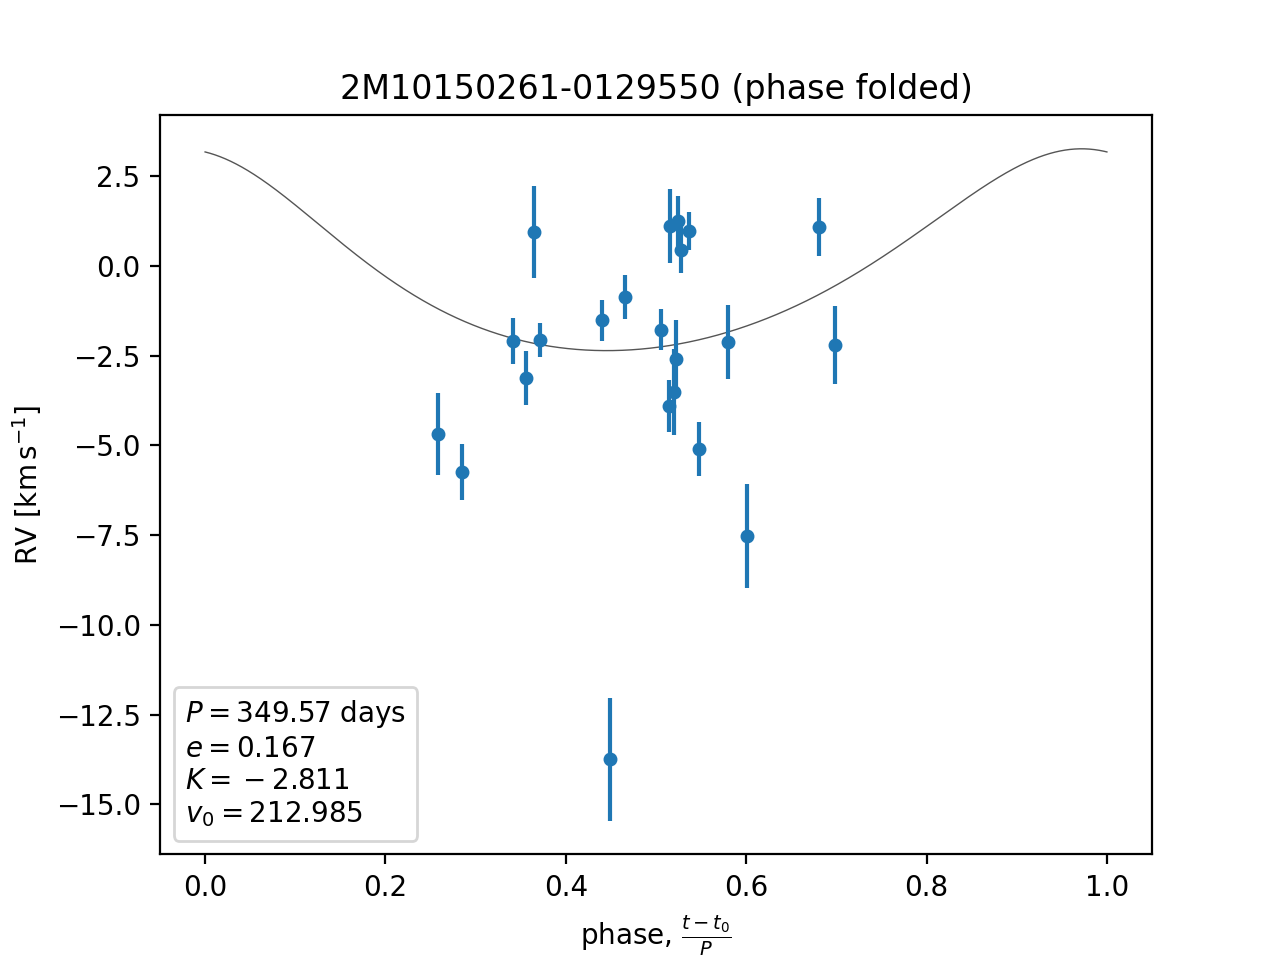 2M10150261-0129550 (phase folded)
2.5
0.0
−2.5
−5.0
−7.5
−10.0
−12.5
−15.0
RV [km s⁻¹]
P = 349.57 days
e = 0.167
K = − 2.811
v₀ = 212.985
0.0 0.2 0.4 0.6 0.8 1.0
phase, (t − t₀)/P